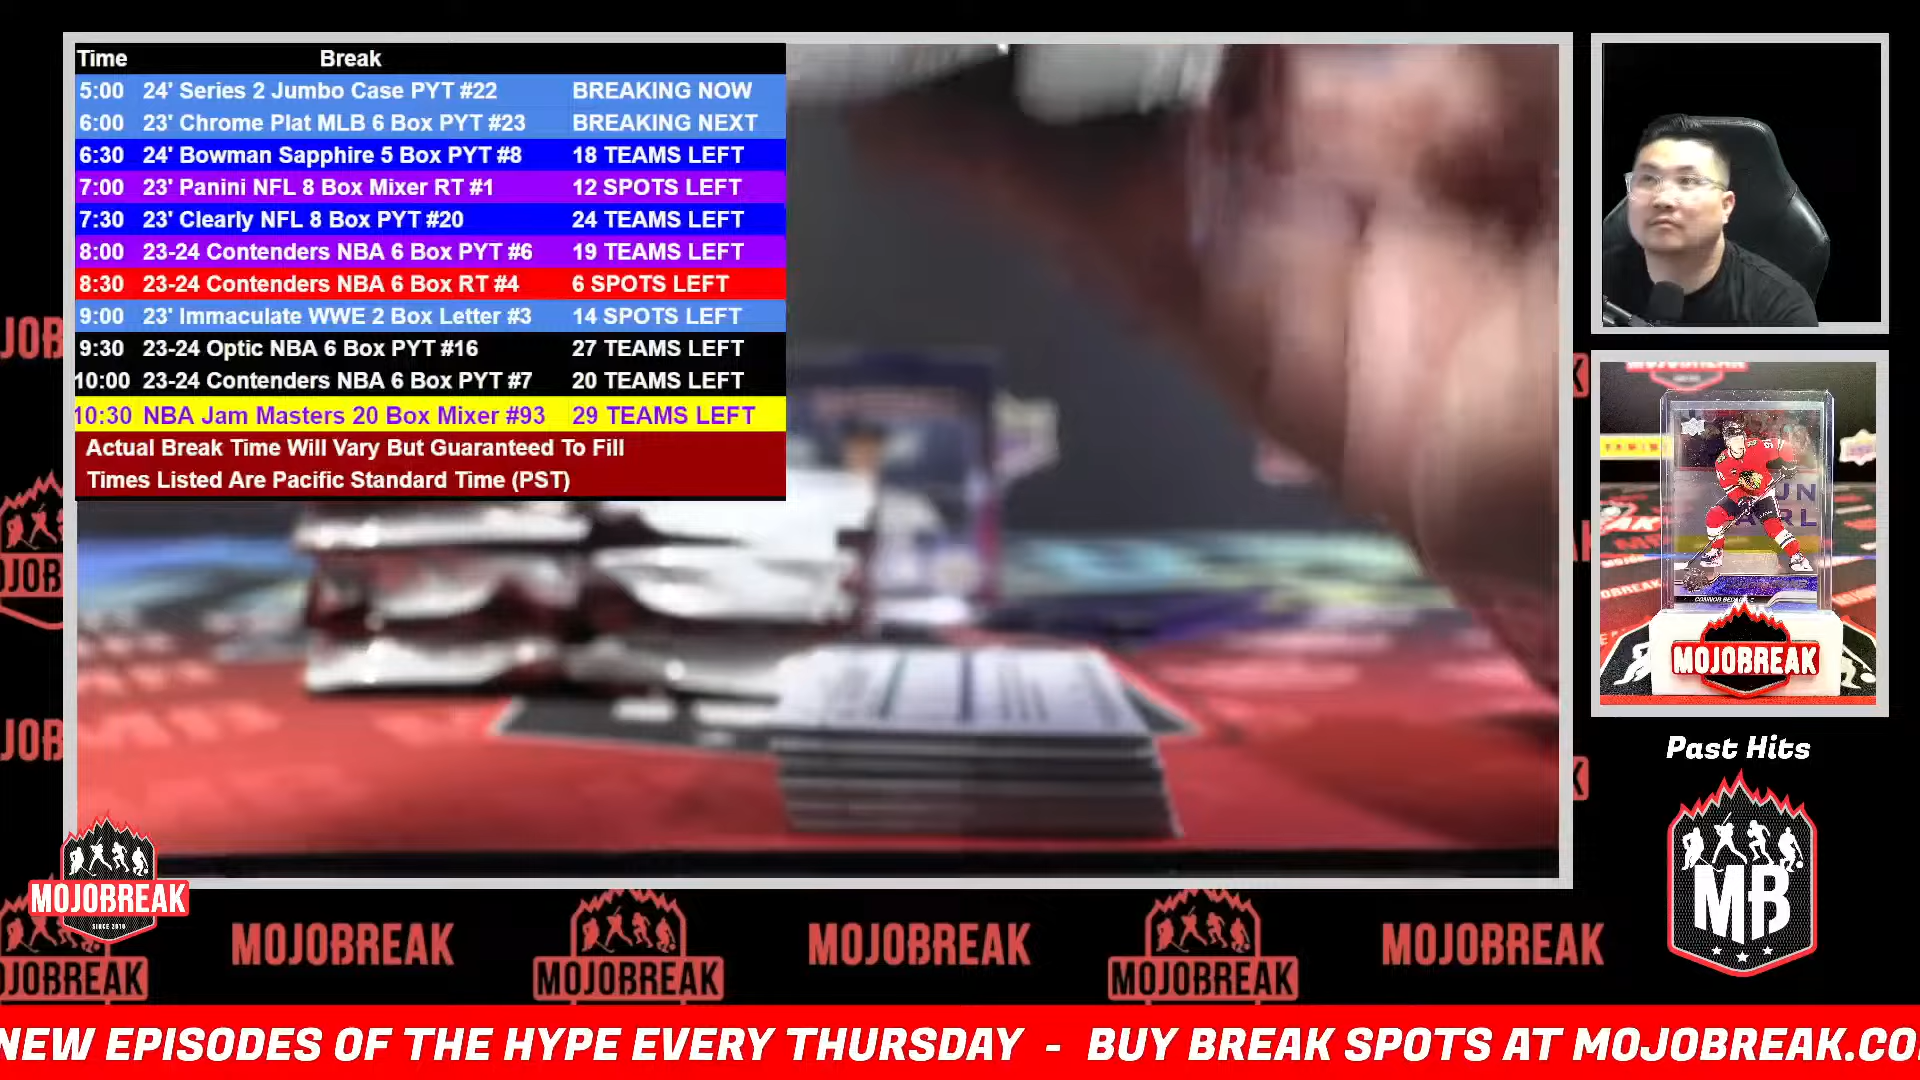 Time Break
5:00 24' Series 2 Jumbo Case PYT #22 BREAKING NOW
6:00 23' Chrome Plat MLB 6 Box PYT #23 BREAKING NEXT
6:30 24' Bowman Sapphire 5 Box PYT #8 18 TEAMS LEFT
7:00 23' Panini NFL 8 Box Mixer RT #1 12 SPOTS LEFT
7:30 23' Clearly NFL 8 Box PYT #20 24 TEAMS LEFT
8:00 23-24 Contenders NBA 6 Box PYT #6 19 TEAMS LEFT
8:30 23-24 Contenders NBA 6 Box RT #4 6 SPOTS LEFT
9:00 23' Immaculate WWE 2 Box Letter #3 14 SPOTS LEFT
9:30 23-24 Optic NBA 6 Box PYT #16 27 TEAMS LEFT
10:00 23-24 Contenders NBA 6 Box PYT #7 20 TEAMS LEFT
10:30 NBA Jam Masters 20 Box Mixer #93 29 TEAMS LEFT
Actual Break Time Will Vary But Guaranteed To Fill
Times Listed Are Pacific Standard Time (PST)
MOJOBREAK
Past Hits
MB
MOJOBREAK
SINCE 2010
MOJOBREAK MOJOBREAK MOJOBREAK
OJOBREAK MOJOBREAK MOJOBREAK
NEW EPISODES OF THE HYPE EVERY THURSDAY - BUY BREAK SPOTS AT MOJOBREAK.CO